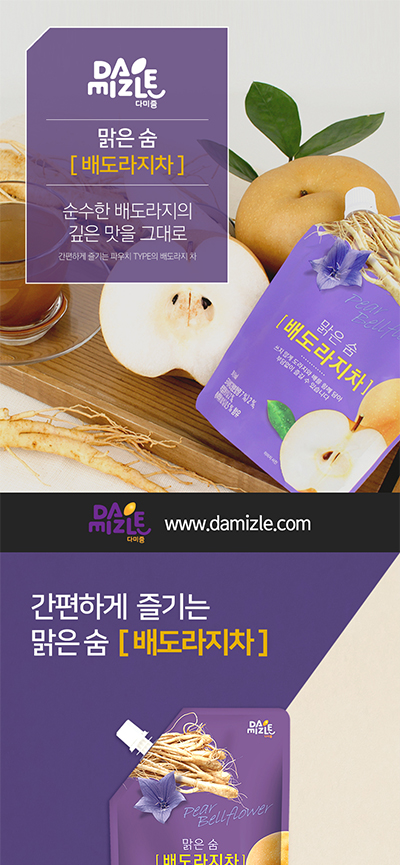 DAMIZLE
다미즐
맑은 숨
[ 배도라지차 ]
순수한 배도라지의
깊은 맛을 그대로
간편하게 즐기는 파우치 TYPE의 배도라지 차
Pear
Bellflower
맑은 숨
[ 배도라지차 ]
DAMIZLE
다미즐
www.damizle.com
간편하게 즐기는
맑은 숨 [ 배도라지차 ]
DAMIZLE
다미즐
Pear
Bellflower
맑은 숨
[ 배도라지차 ]